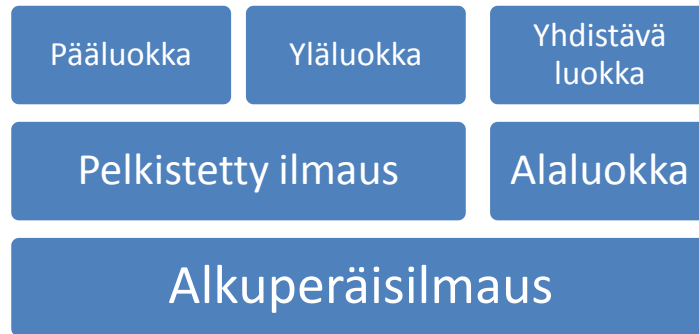 Pääluokka
Yläluokka
Yhdistävä
luokka
Pelkistetty ilmaus
Alaluokka
Alkuperäisilmaus